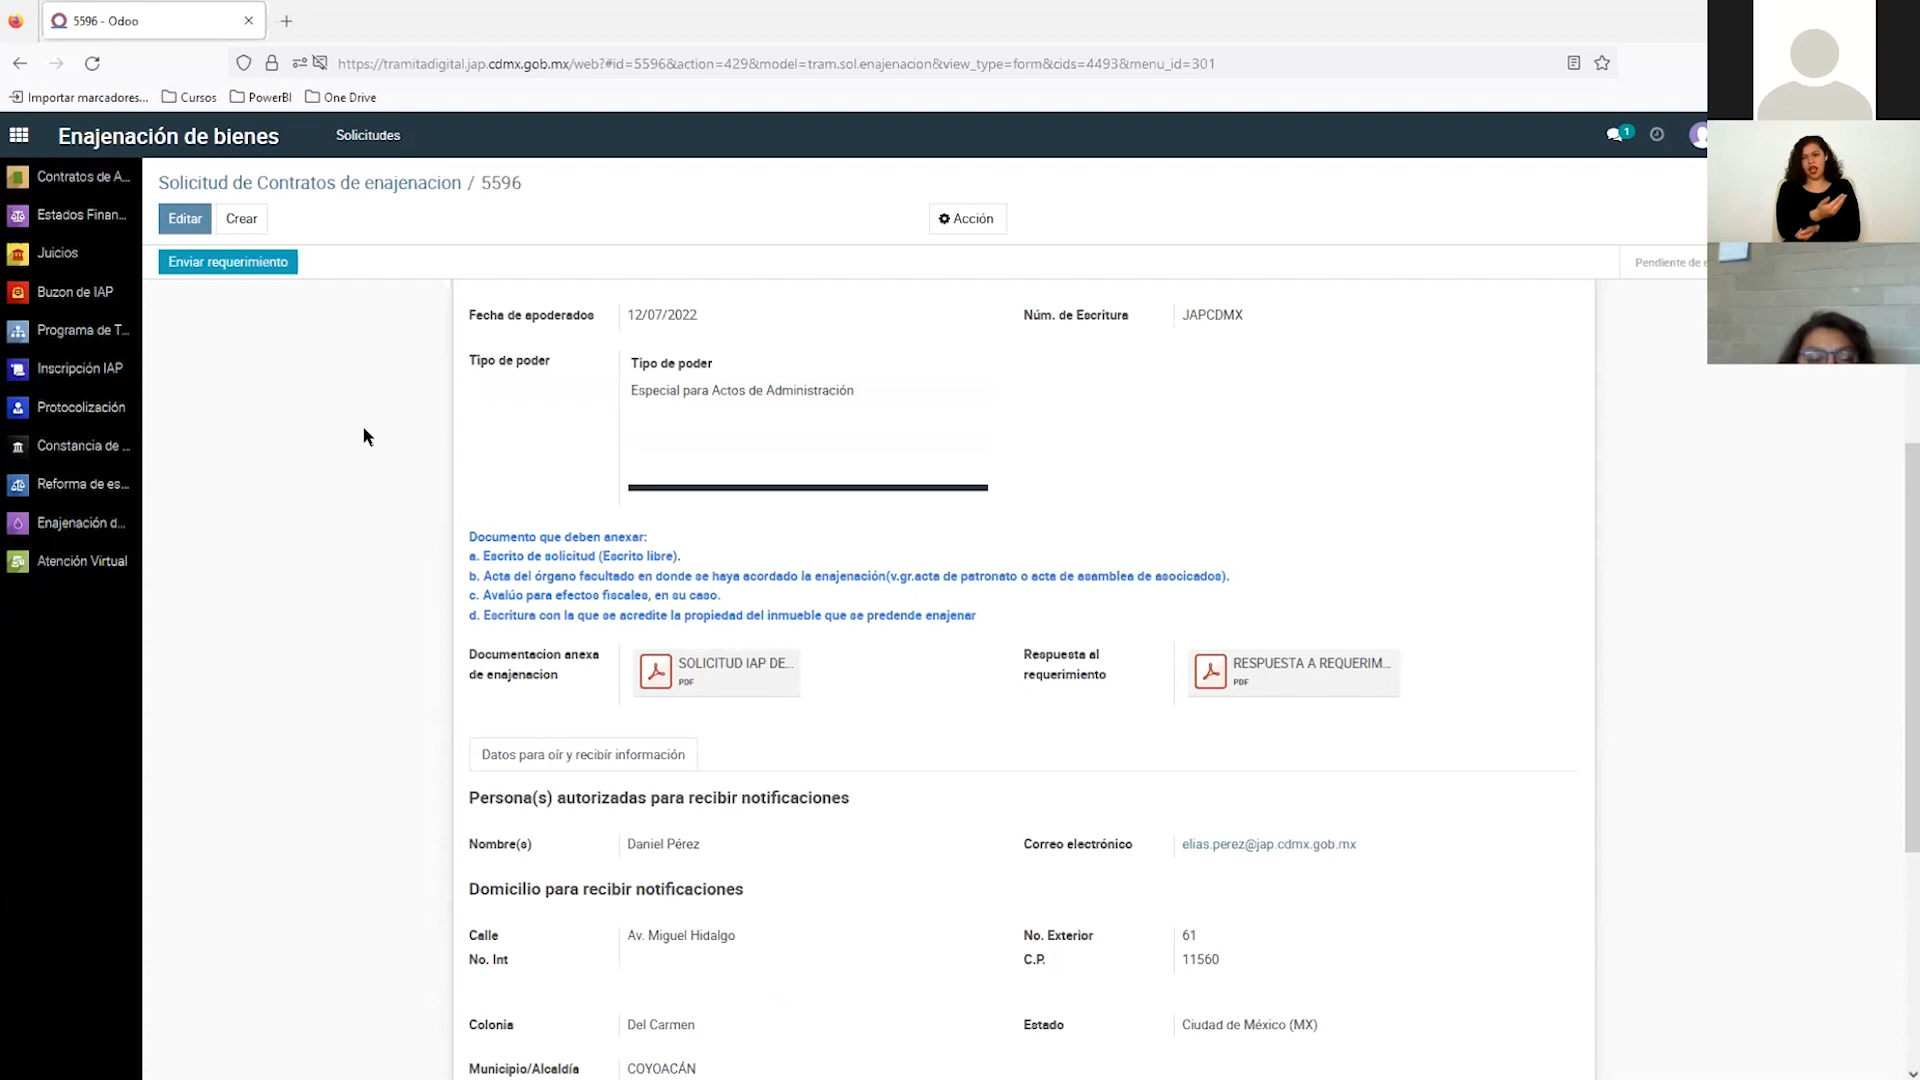 5596 - Odoo
https://tramitadigital.jap.cdmx.gob.mx/web?#id=5596&action=429&model=tram.sol.enajenacion&view_type=form&cids=4493&menu_id=301
Importar marcadores... Cursos PowerBI One Drive
Enajenación de bienes Solicitudes 1
Contratos de A...
Estados Finan...
Juicios
Buzon de IAP
Programa de T...
Inscripción IAP
Protocolización
Constancia de ...
Reforma de es...
Enajenación d...
Atención Virtual
Solicitud de Contratos de enajenacion / 5596
Editar Crear Acción
Enviar requerimiento Pendiente de
Fecha de apoderados 12/07/2022 Núm. de Escritura JAPCDMX
Tipo de poder Tipo de poder
Especial para Actos de Administración
Documento que deben anexar:
a. Escrito de solicitud (Escrito libre).
b. Acta del órgano facultado en donde se haya acordado la enajenación(v.gr.acta de patronato o acta de asamblea de asocicados).
c. Avalúo para efectos fiscales, en su caso.
d. Escritura con la que se acredite la propiedad del inmueble que se predende enajenar
Documentacion anexa de enajenacion SOLICITUD IAP DE... PDF Respuesta al requerimiento RESPUESTA A REQUERIM... PDF
Datos para oír y recibír información
Persona(s) autorizadas para recibir notificaciones
Nombre(s) Daniel Pérez Correo electrónico elias.perez@jap.cdmx.gob.mx
Domicilio para recibir notificaciones
Calle Av. Miguel Hidalgo No. Exterior 61
No. Int C.P. 11560
Colonia Del Carmen Estado Ciudad de México (MX)
Municipio/Alcaldía COYOACÁN